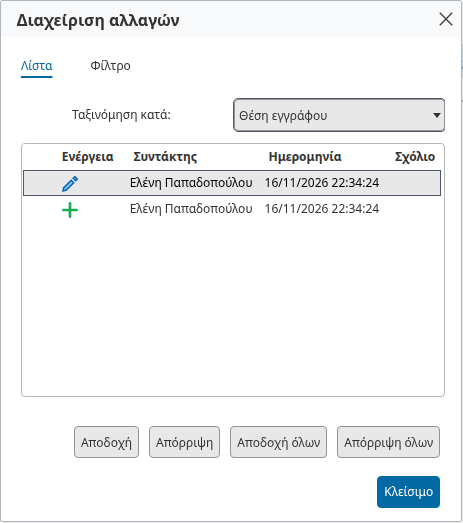 Διαχείριση αλλαγών
Λίστα Φίλτρο
Ταξινόμηση κατά: Θέση εγγράφου
Ενέργεια Συντάκτης Ημερομηνία Σχόλιο
Ελένη Παπαδοπούλου 16/11/2026 22:34:24
Ελένη Παπαδοπούλου 16/11/2026 22:34:24
Αποδοχή Απόρριψη Αποδοχή όλων Απόρριψη όλων
Κλείσιμο